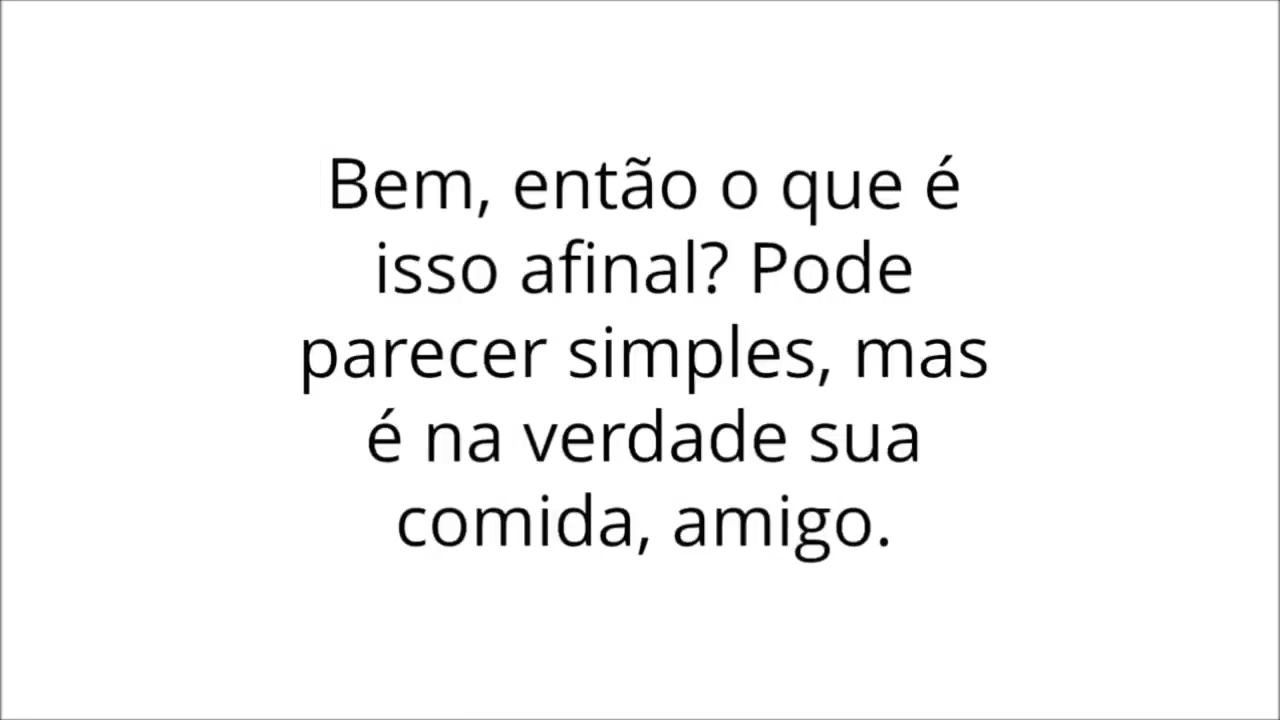 Bem, então o que é
isso afinal? Pode
parecer simples, mas
é na verdade sua
comida, amigo.